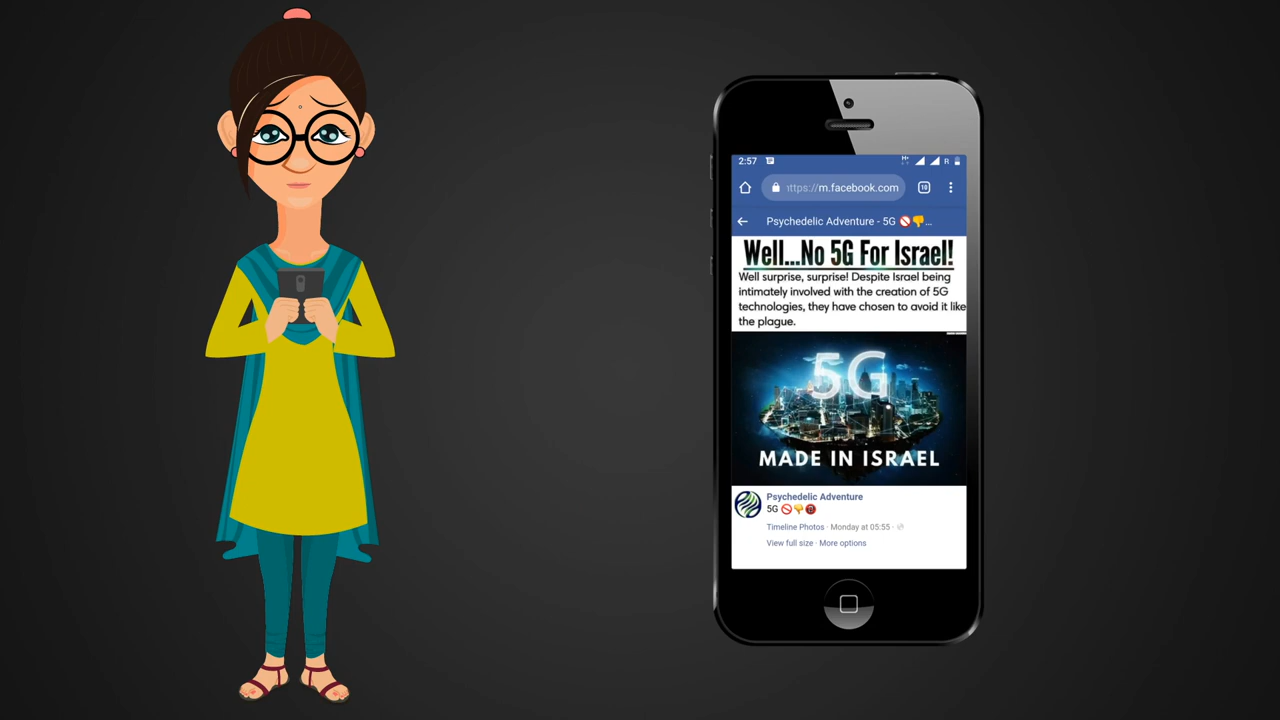 2:57 H+ R
ttps://m.facebook.com 10
Psychedelic Adventure - 5G 🚫👎...
Well...No 5G For Israel!
Well surprise, surprise! Despite Israel being
intimately involved with the creation of 5G
technologies, they have chosen to avoid it like
the plague.
5G
MADE IN ISRAEL
Psychedelic Adventure
5G 🚫👎📵
Timeline Photos · Monday at 05:55 ·
View full size · More options